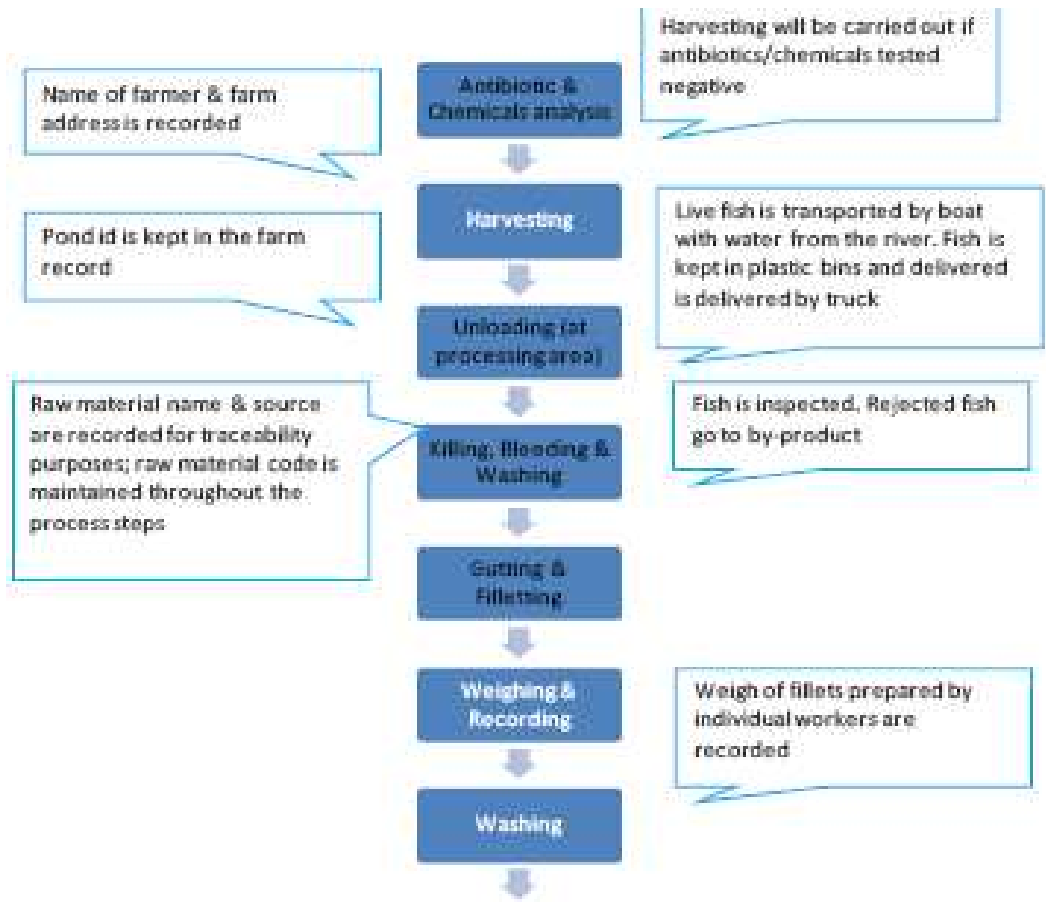 Harvesting will be carried out if
antibiotics/chemicals tested
negative
Antibiotic &
Chemicals analysis
Name of farmer & farm
address is recorded
Harvesting
Live fish is transported by boat
with water from the river. Fish is
kept in plastic bins and delivered
is delivered by truck
Pond id is kept in the farm
record
Unloading (at
processing area)
Raw material name & source
are recorded for traceability
purposes; raw material code is
maintained throughout the
process steps
Fish is inspected. Rejected fish
go to by-product
Killing, Bleeding &
Washing
Gutting &
Filletting
Weighing &
Recording
Weigh of fillets prepared by
individual workers are
recorded
Washing